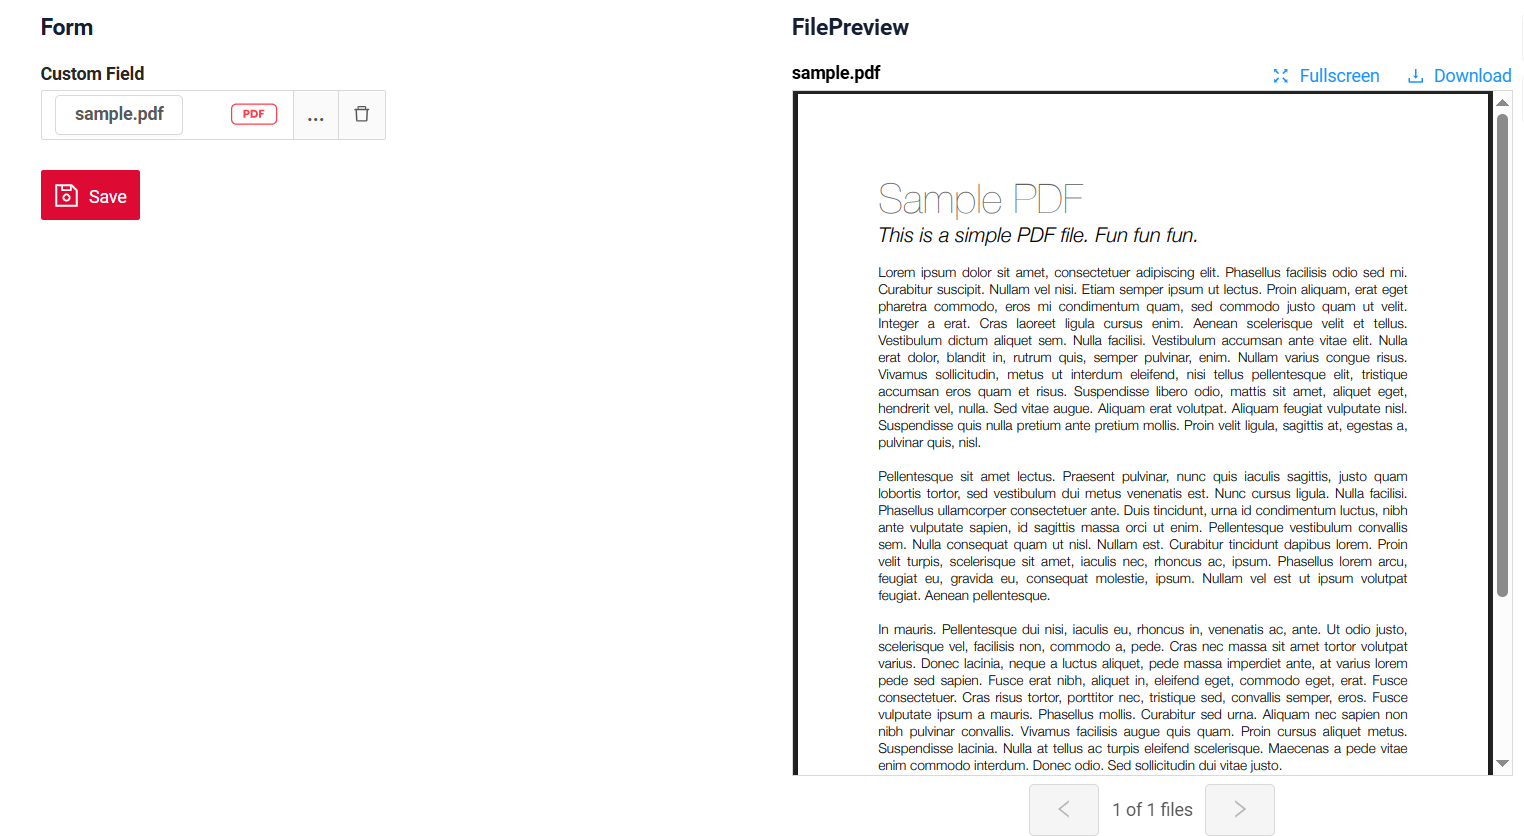 Form
Custom Field
sample.pdf PDF ...
Save
FilePreview
sample.pdf Fullscreen Download
Sample PDF
This is a simple PDF file. Fun fun fun.
Lorem ipsum dolor sit amet, consectetuer adipiscing elit. Phasellus facilisis odio sed mi.
Curabitur suscipit. Nullam vel nisi. Etiam semper ipsum ut lectus. Proin aliquam, erat eget
pharetra commodo, eros mi condimentum quam, sed commodo justo quam ut velit.
Integer a erat. Cras laoreet ligula cursus enim. Aenean scelerisque velit et tellus.
Vestibulum dictum aliquet sem. Nulla facilisi. Vestibulum accumsan ante vitae elit. Nulla
erat dolor, blandit in, rutrum quis, semper pulvinar, enim. Nullam varius congue risus.
Vivamus sollicitudin, metus ut interdum eleifend, nisi tellus pellentesque elit, tristique
accumsan eros quam et risus. Suspendisse libero odio, mattis sit amet, aliquet eget,
hendrerit vel, nulla. Sed vitae augue. Aliquam erat volutpat. Aliquam feugiat vulputate nisl.
Suspendisse quis nulla pretium ante pretium mollis. Proin velit ligula, sagittis at, egestas a,
pulvinar quis, nisl.
Pellentesque sit amet lectus. Praesent pulvinar, nunc quis iaculis sagittis, justo quam
lobortis tortor, sed vestibulum dui metus venenatis est. Nunc cursus ligula. Nulla facilisi.
Phasellus ullamcorper consectetuer ante. Duis tincidunt, urna id condimentum luctus, nibh
ante vulputate sapien, id sagittis massa orci ut enim. Pellentesque vestibulum convallis
sem. Nulla consequat quam ut nisl. Nullam est. Curabitur tincidunt dapibus lorem. Proin
velit turpis, scelerisque sit amet, iaculis nec, rhoncus ac, ipsum. Phasellus lorem arcu,
feugiat eu, gravida eu, consequat molestie, ipsum. Nullam vel est ut ipsum volutpat
feugiat. Aenean pellentesque.
In mauris. Pellentesque dui nisi, iaculis eu, rhoncus in, venenatis ac, ante. Ut odio justo,
scelerisque vel, facilisis non, commodo a, pede. Cras nec massa sit amet tortor volutpat
varius. Donec lacinia, neque a luctus aliquet, pede massa imperdiet ante, at varius lorem
pede sed sapien. Fusce erat nibh, aliquet in, eleifend eget, commodo eget, erat. Fusce
consectetuer. Cras risus tortor, porttitor nec, tristique sed, convallis semper, eros. Fusce
vulputate ipsum a mauris. Phasellus mollis. Curabitur sed urna. Aliquam nec sapien non
nibh pulvinar convallis. Vivamus facilisis augue quis quam. Proin cursus aliquet metus.
Suspendisse lacinia. Nulla at tellus ac turpis eleifend scelerisque. Maecenas a pede vitae
enim commodo interdum. Donec odio. Sed sollicitudin dui vitae justo.
1 of 1 files